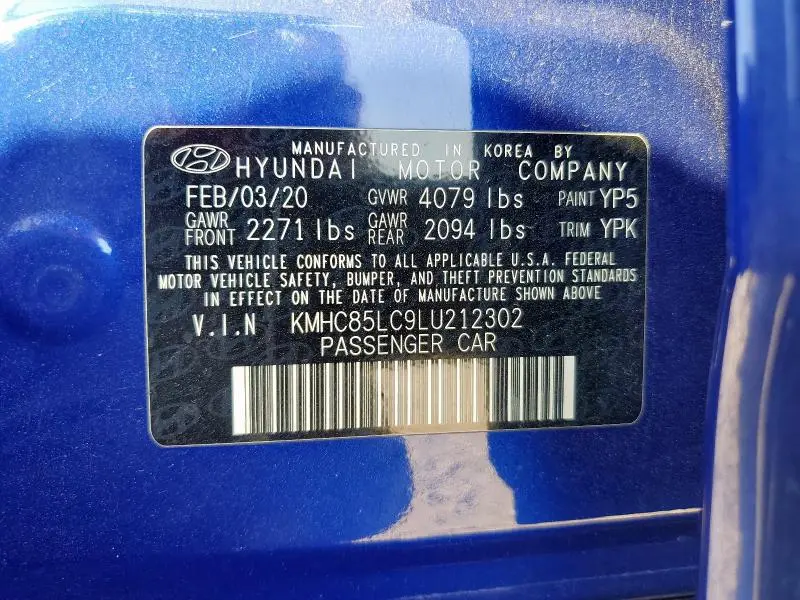 MANUFACTURED IN KOREA BY
HYUNDAI MOTOR COMPANY
FEB/03/20 GVWR 4079 lbs PAINT YP5
GAWR FRONT 2271 lbs GAWR REAR 2094 lbs TRIM YPK
THIS VEHICLE CONFORMS TO ALL APPLICABLE U.S.A. FEDERAL
MOTOR VEHICLE SAFETY, BUMPER, AND THEFT PREVENTION STANDARDS
IN EFFECT ON THE DATE OF MANUFACTURE SHOWN ABOVE
V.I.N KMHC85LC9LU212302
PASSENGER CAR